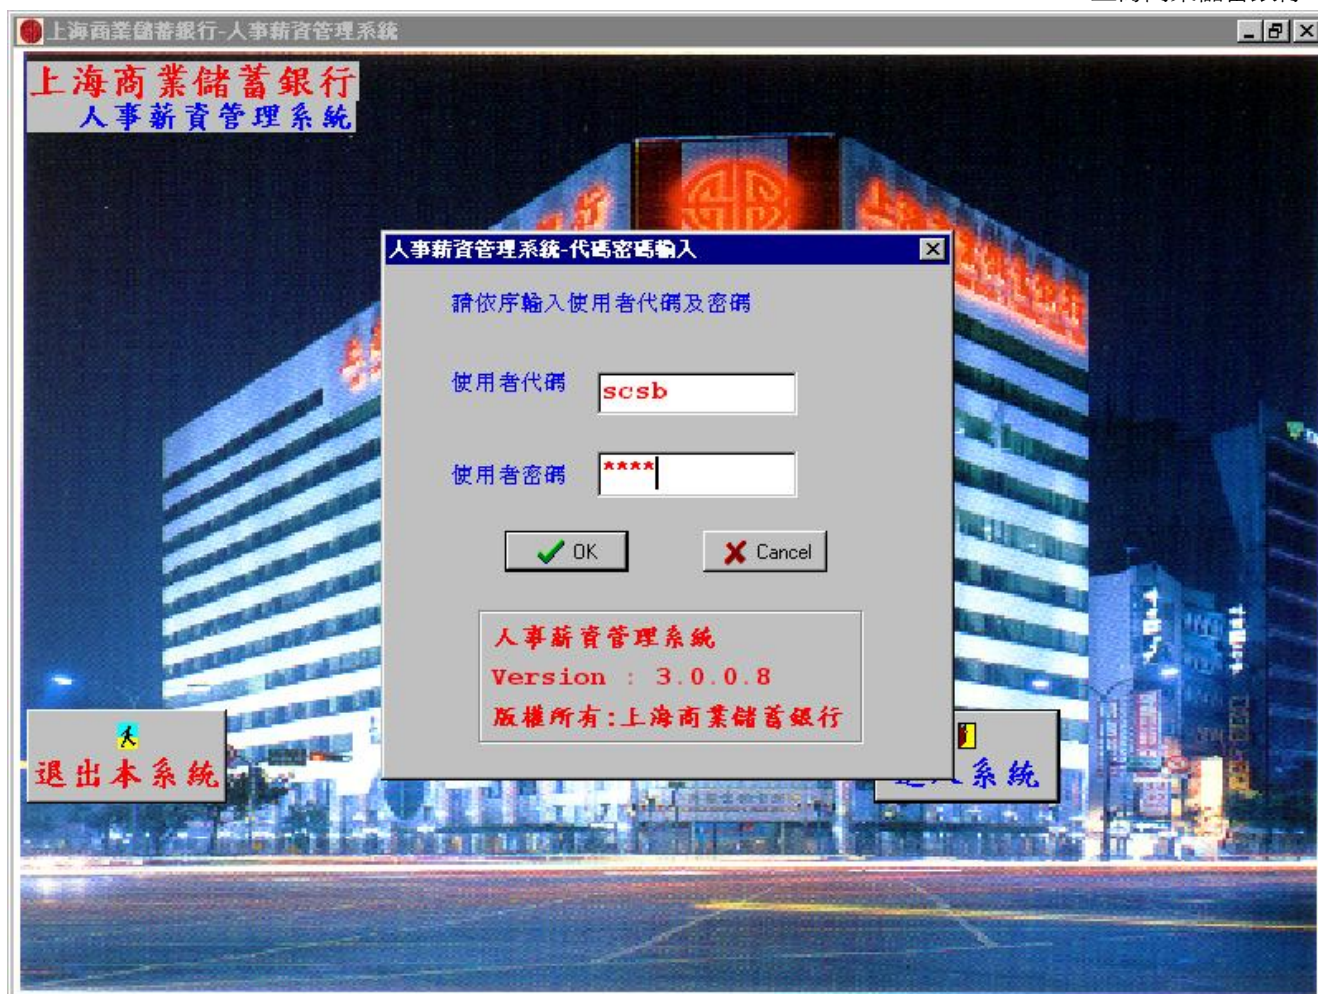 上海商業儲蓄銀行-人事薪資管理系統
上海商業儲蓄銀行
人事薪資管理系統
人事薪資管理系統-代碼密碼輸入
請依序輸入使用者代碼及密碼
使用者代碼 scsb
使用者密碼 ****
OK Cancel
人事薪資管理系統
Version : 3.0.0.8
版權所有:上海商業儲蓄銀行
退出本系統
系統